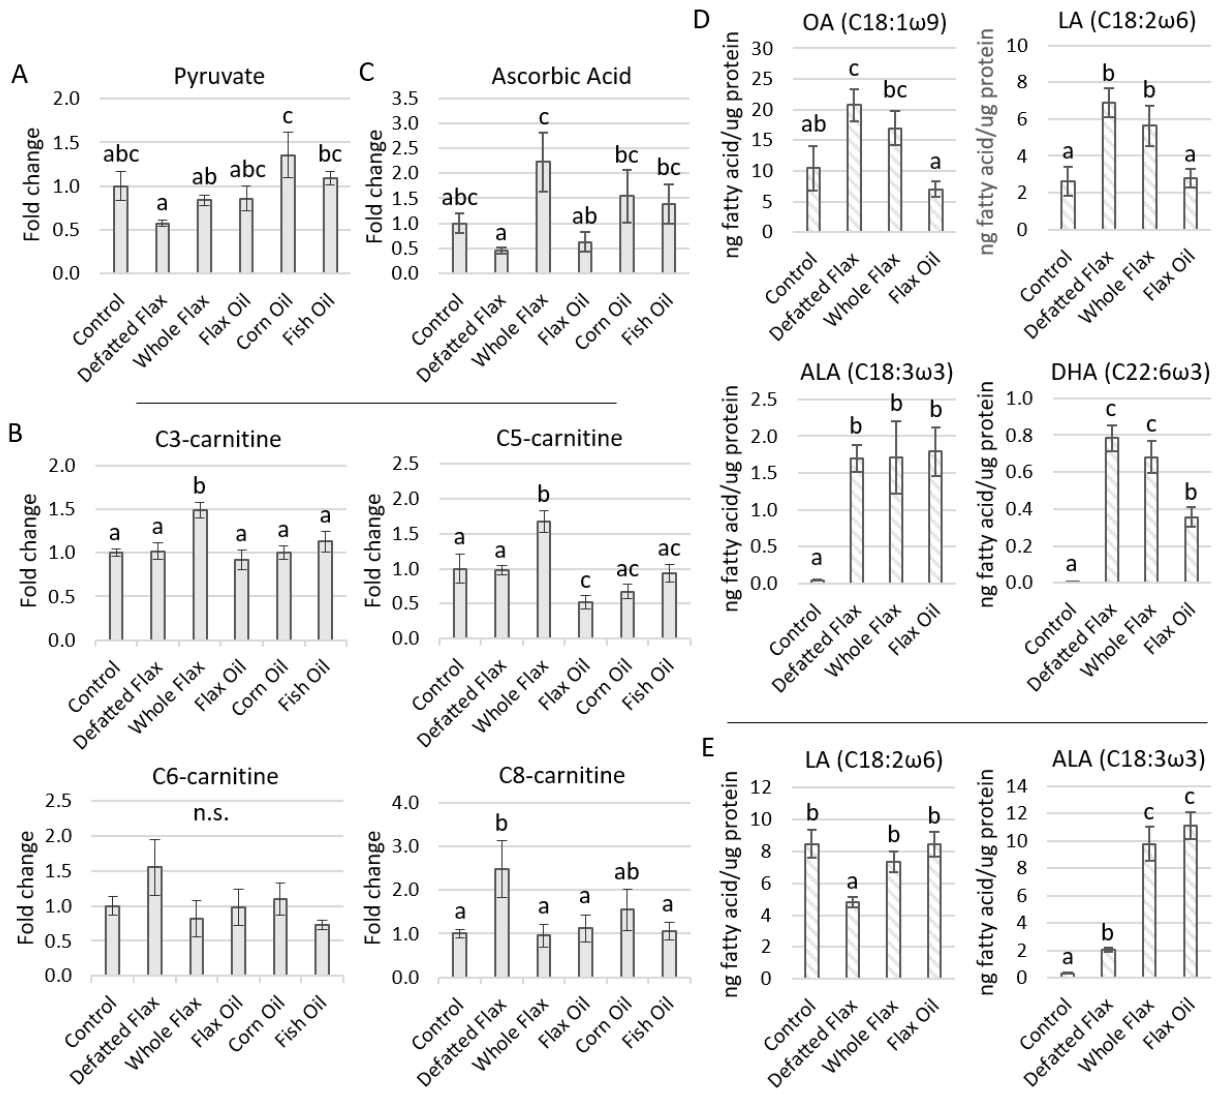 A
Pyruvate
Fold change
2.0
1.5
1.0
0.5
0.0
abc
a
ab
abc
c
bc
Control
Defatted Flax
Whole Flax
Flax Oil
Corn Oil
Fish Oil
C
Ascorbic Acid
Fold change
3.5
3.0
2.5
2.0
1.5
1.0
0.5
0.0
abc
a
c
ab
bc
bc
Control
Defatted Flax
Whole Flax
Flax Oil
Corn Oil
Fish Oil
B
C3-carnitine
Fold change
2.0
1.5
1.0
0.5
0.0
a
a
b
a
a
a
Control
Defatted Flax
Whole Flax
Flax Oil
Corn Oil
Fish Oil
C5-carnitine
Fold change
2.5
2.0
1.5
1.0
0.5
0.0
a
a
b
c
ac
ac
Control
Defatted Flax
Whole Flax
Flax Oil
Corn Oil
Fish Oil
C6-carnitine
n.s.
Fold change
2.5
2.0
1.5
1.0
0.5
0.0
Control
Defatted Flax
Whole Flax
Flax Oil
Corn Oil
Fish Oil
C8-carnitine
Fold change
4.0
3.0
2.0
1.0
0.0
a
b
a
a
ab
a
Control
Defatted Flax
Whole Flax
Flax Oil
Corn Oil
Fish Oil
D
OA (C18:1ω9)
ng fatty acid/ug protein
30
25
20
15
10
5
0
ab
c
bc
a
Control
Defatted Flax
Whole Flax
Flax Oil
LA (C18:2ω6)
ng fatty acid/ug protein
10
8
6
4
2
0
a
b
b
a
Control
Defatted Flax
Whole Flax
Flax Oil
ALA (C18:3ω3)
ng fatty acid/ug protein
2.5
2.0
1.5
1.0
0.5
0.0
a
b
b
b
Control
Defatted Flax
Whole Flax
Flax Oil
DHA (C22:6ω3)
ng fatty acid/ug protein
1.0
0.8
0.6
0.4
0.2
0.0
a
c
c
b
Control
Defatted Flax
Whole Flax
Flax Oil
E
LA (C18:2ω6)
ng fatty acid/ug protein
12
10
8
6
4
2
0
b
a
b
b
Control
Defatted Flax
Whole Flax
Flax Oil
ALA (C18:3ω3)
ng fatty acid/ug protein
14
12
10
8
6
4
2
0
a
b
c
c
Control
Defatted Flax
Whole Flax
Flax Oil